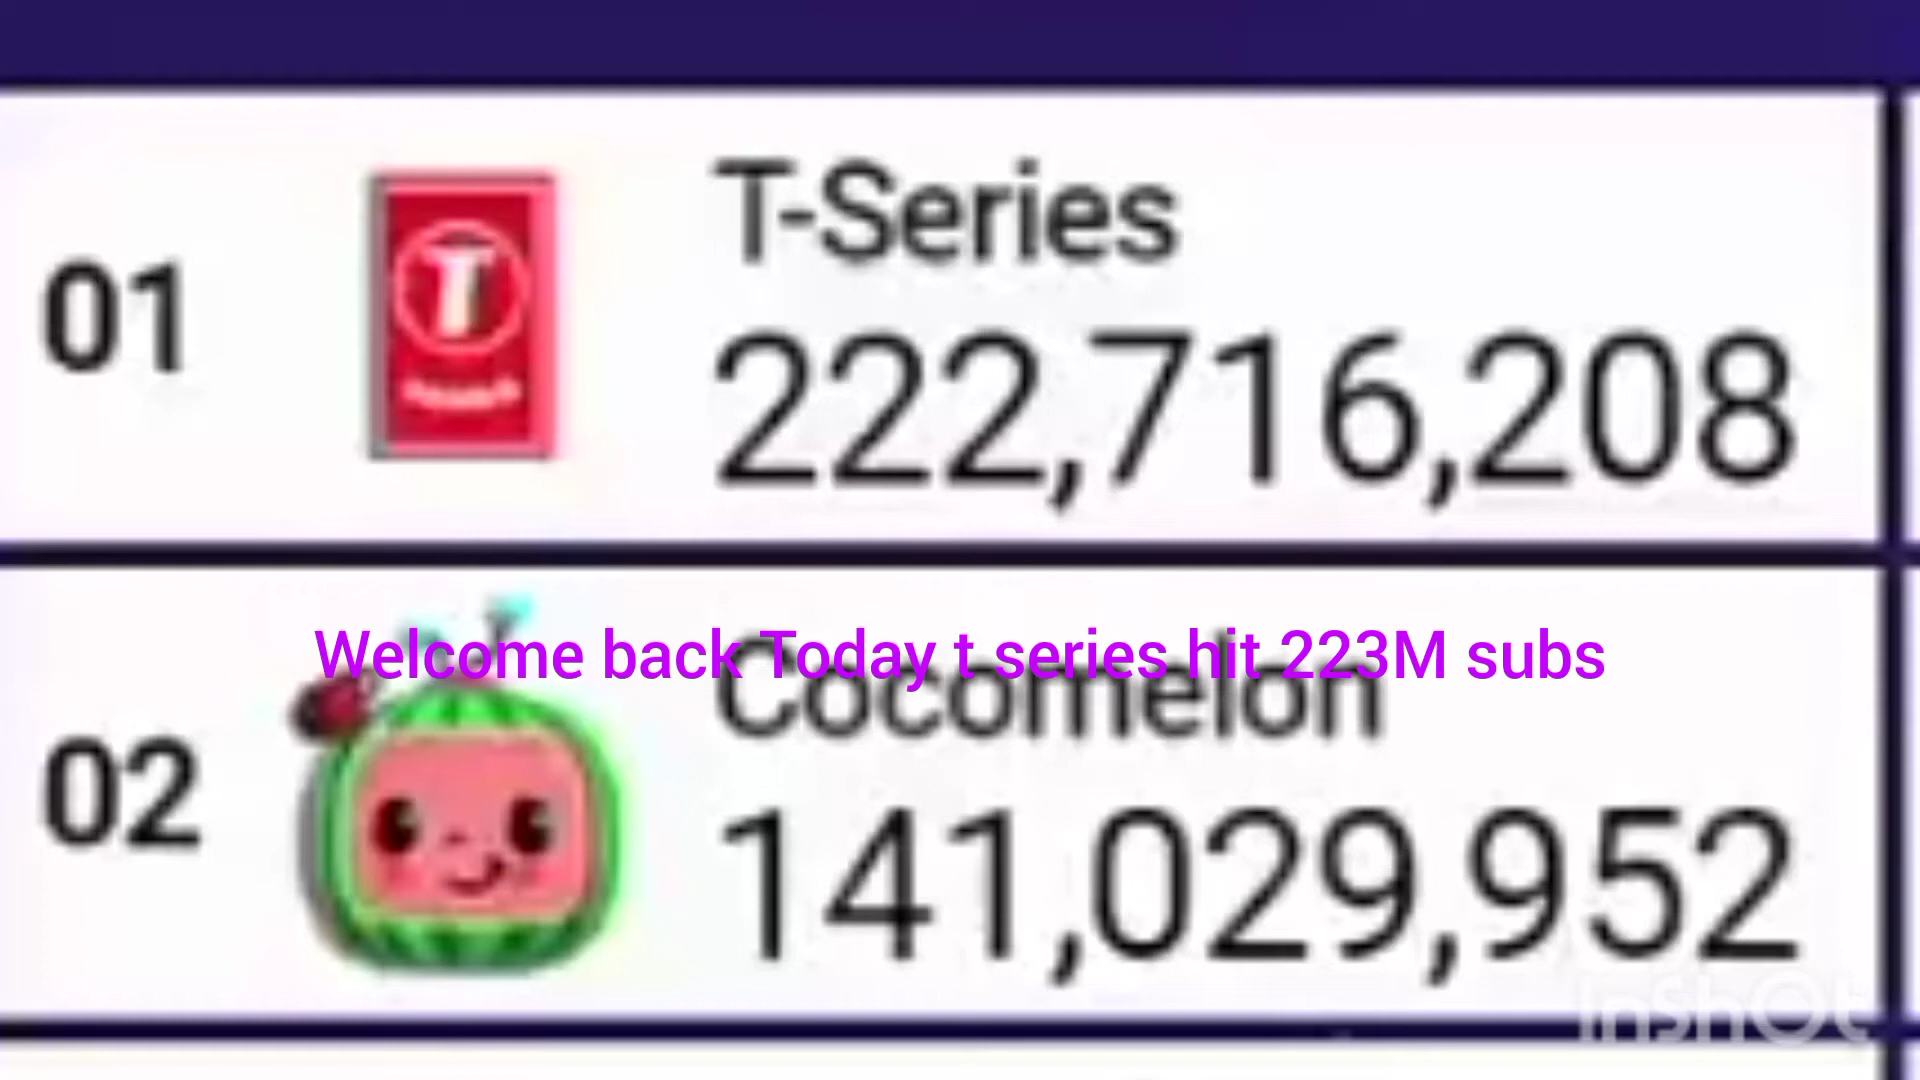 01
T
T-Series
222,716,208
Welcome back Today t series hit 223M subs
02
Cocomelon
141,029,952
InShOt